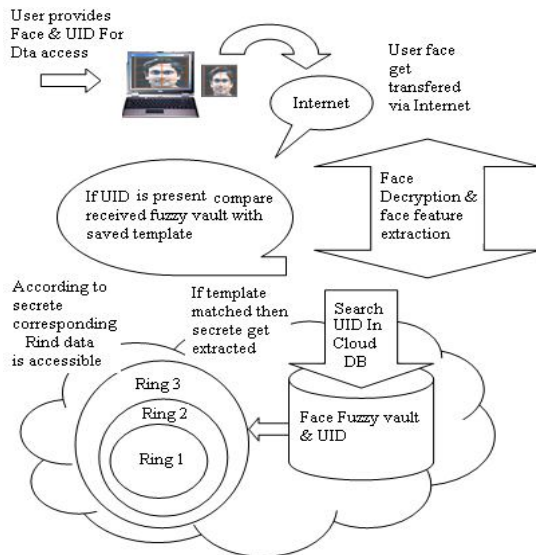 User provides
Face & UID For
Dta access
Internet
User face
get
transfered
via Internet
If UID is present compare
received fuzzy vault with
saved template
Face
Decryption &
face feature
extraction
According to
secrete
corresponding
Rind data
is accessible
If template
matched then
secrete get
extracted
Search
UID In
Cloud
DB
Ring 3
Ring 2
Ring 1
Face Fuzzy vault
& UID